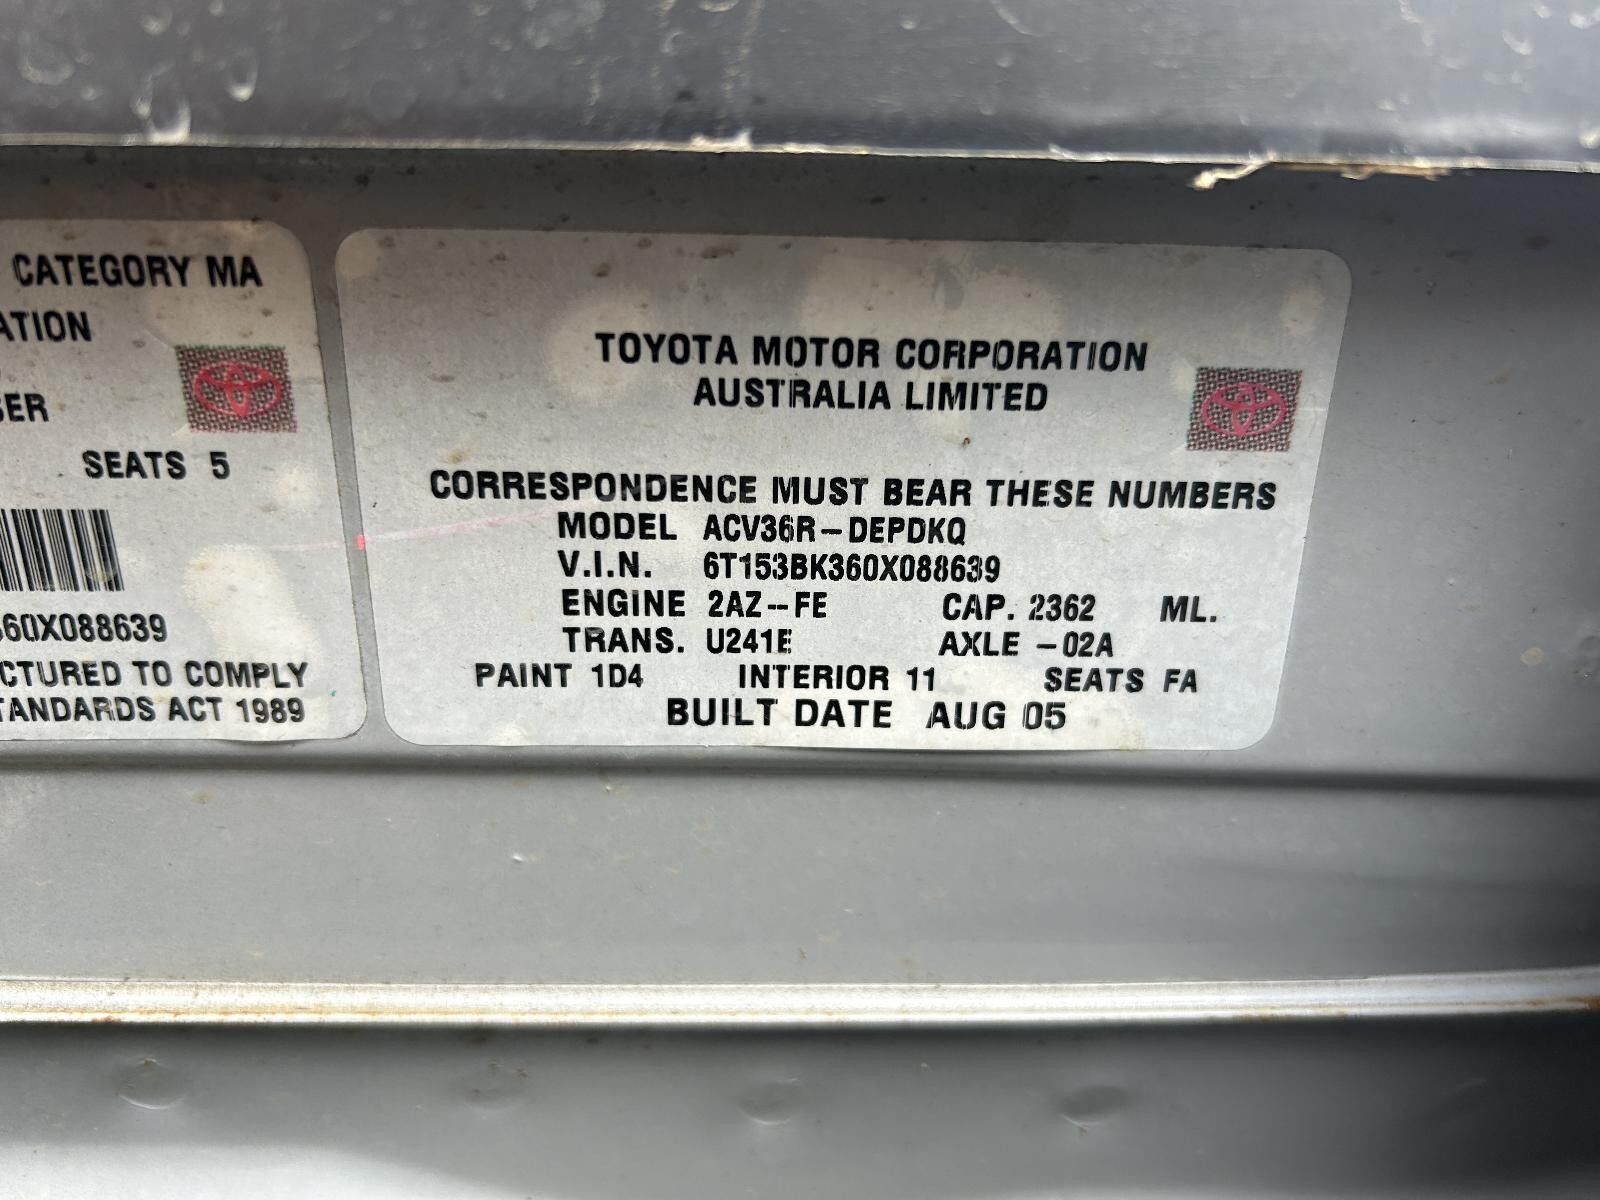 CATEGORY MA
ATION
BER
SEATS 5
360X088639
CTURED TO COMPLY
TANDARDS ACT 1989
TOYOTA MOTOR CORPORATION
AUSTRALIA LIMITED
CORRESPONDENCE MUST BEAR THESE NUMBERS
MODEL ACV36R-DEPDKQ
V.I.N. 6T153BK360X088639
ENGINE 2AZ-FE CAP. 2362 ML.
TRANS. U241E AXLE -02A
PAINT 1D4 INTERIOR 11 SEATS FA
BUILT DATE AUG 05